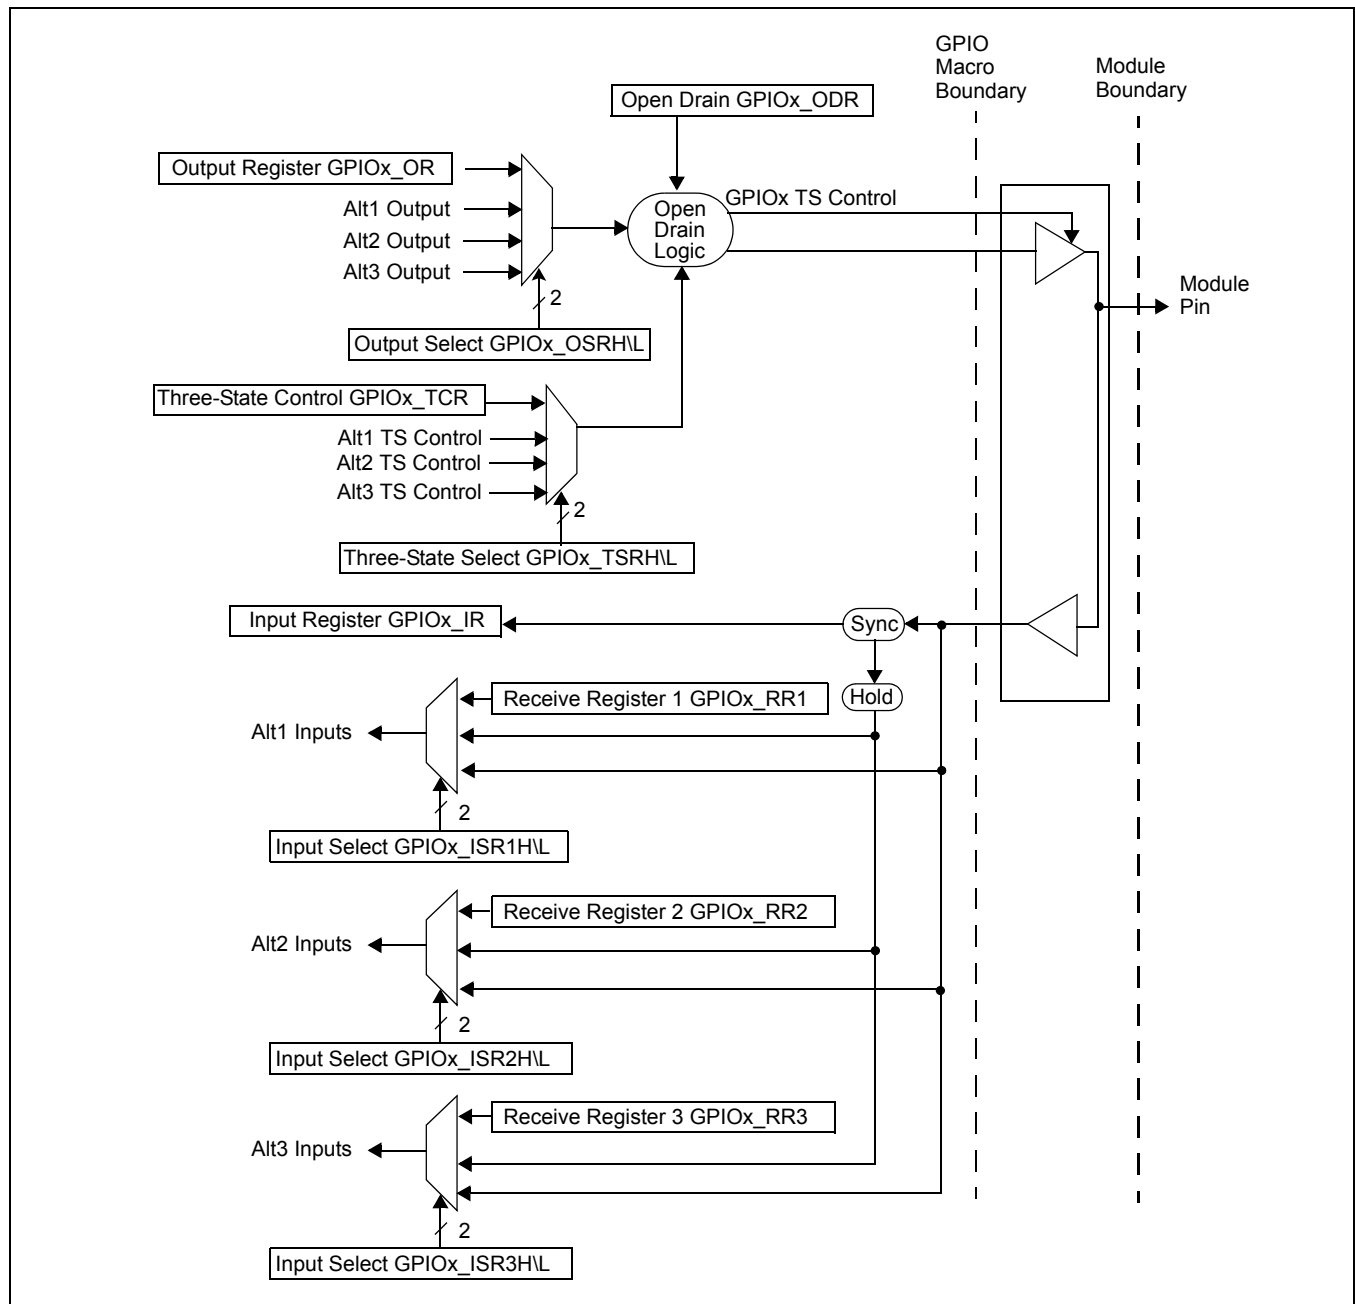 GPIO
Macro
Boundary
Module
Boundary
Open Drain GPIOx_ODR
Output Register GPIOx_OR
Alt1 Output
Alt2 Output
Alt3 Output
2
Output Select GPIOx_OSRH\L
Open
Drain
Logic
GPIOx TS Control
Module
Pin
Three-State Control GPIOx_TCR
Alt1 TS Control
Alt2 TS Control
Alt3 TS Control
2
Three-State Select GPIOx_TSRH\L
Input Register GPIOx_IR
Sync
Hold
Receive Register 1 GPIOx_RR1
Alt1 Inputs
2
Input Select GPIOx_ISR1H\L
Receive Register 2 GPIOx_RR2
Alt2 Inputs
2
Input Select GPIOx_ISR2H\L
Receive Register 3 GPIOx_RR3
Alt3 Inputs
2
Input Select GPIOx_ISR3H\L